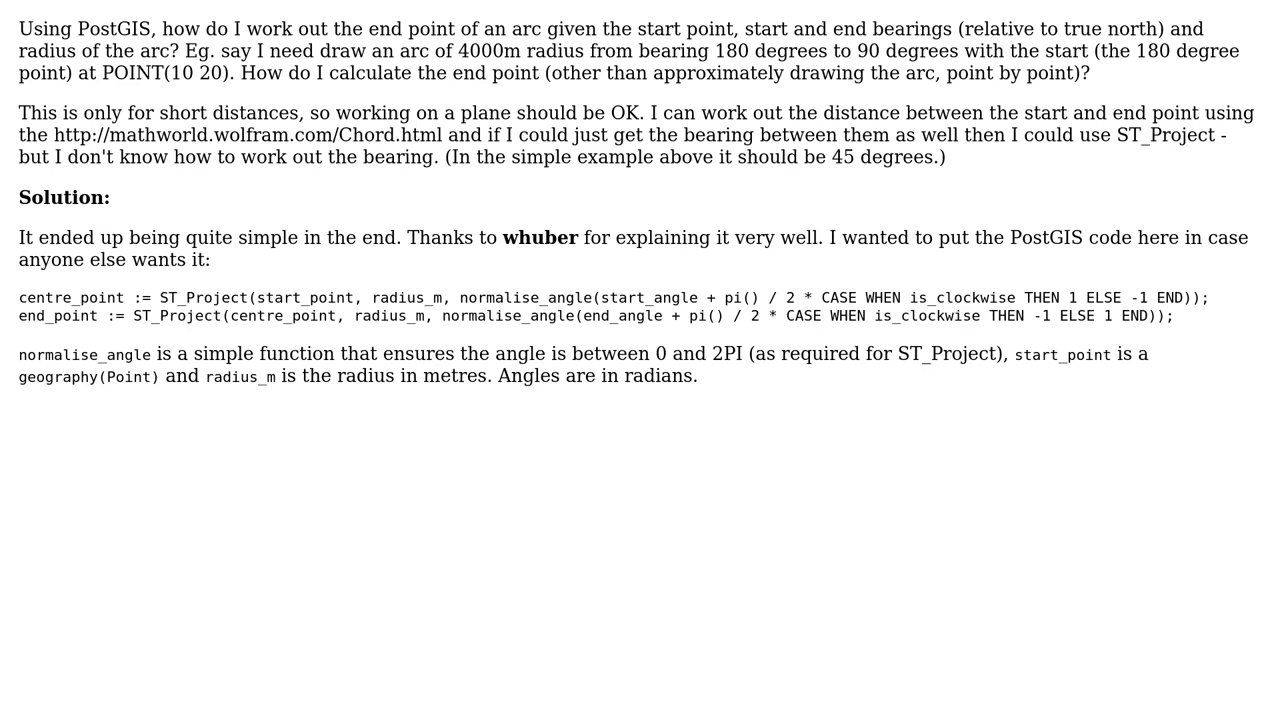 Using PostGIS, how do I work out the end point of an arc given the start point, start and end bearings (relative to true north) and
radius of the arc? Eg. say I need draw an arc of 4000m radius from bearing 180 degrees to 90 degrees with the start (the 180 degree
point) at POINT(10 20). How do I calculate the end point (other than approximately drawing the arc, point by point)?
This is only for short distances, so working on a plane should be OK. I can work out the distance between the start and end point using
the http://mathworld.wolfram.com/Chord.html and if I could just get the bearing between them as well then I could use ST_Project -
but I don't know how to work out the bearing. (In the simple example above it should be 45 degrees.)
Solution:
It ended up being quite simple in the end. Thanks to whuber for explaining it very well. I wanted to put the PostGIS code here in case
anyone else wants it:
centre_point := ST_Project(start_point, radius_m, normalise_angle(start_angle + pi() / 2 * CASE WHEN is_clockwise THEN 1 ELSE -1 END));
end_point := ST_Project(centre_point, radius_m, normalise_angle(end_angle + pi() / 2 * CASE WHEN is_clockwise THEN -1 ELSE 1 END));
normalise_angle is a simple function that ensures the angle is between 0 and 2PI (as required for ST_Project), start_point is a
geography(Point) and radius_m is the radius in metres. Angles are in radians.